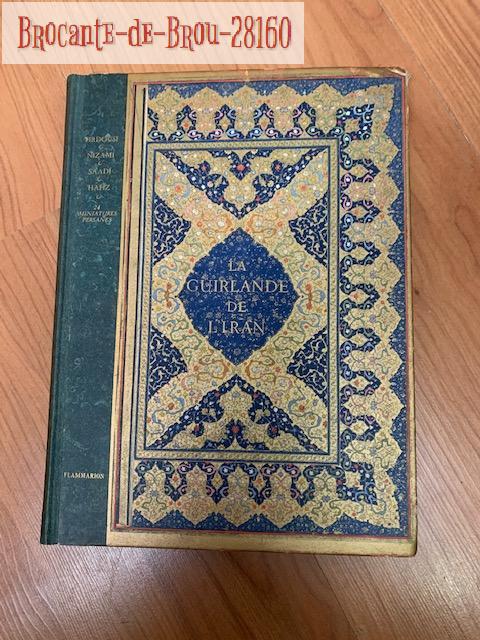 Brocante-de-Brou-28160
FIRDOUSI
NIZAMI
SAADI
HAFIZ
24
MINIATURES
PERSANES
LA
GUIRLANDE
DE
L'IRAN
FLAMMARION